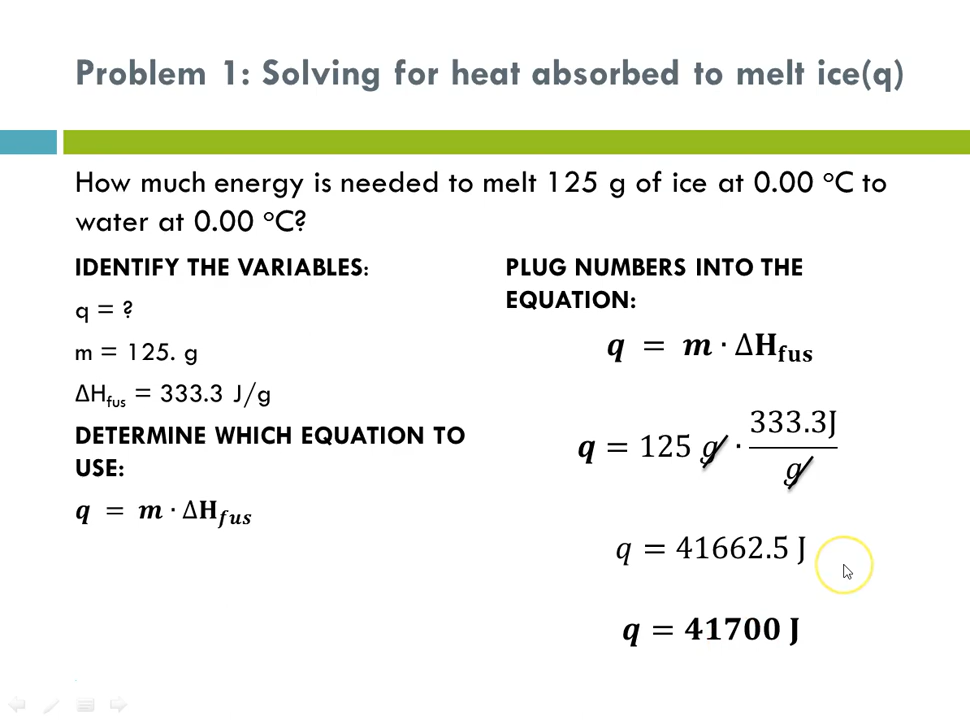 Problem 1: Solving for heat absorbed to melt ice(q)
How much energy is needed to melt 125 g of ice at 0.00 °C to
water at 0.00 °C?
IDENTIFY THE VARIABLES:
q = ?
m = 125. g
ΔH_fus = 333.3 J/g
DETERMINE WHICH EQUATION TO
USE:
q = m · ΔH_fus
PLUG NUMBERS INTO THE
EQUATION:
q = m · ΔH_fus
q = 125 g · 333.3J/g
q = 41662.5 J
q = 41700 J